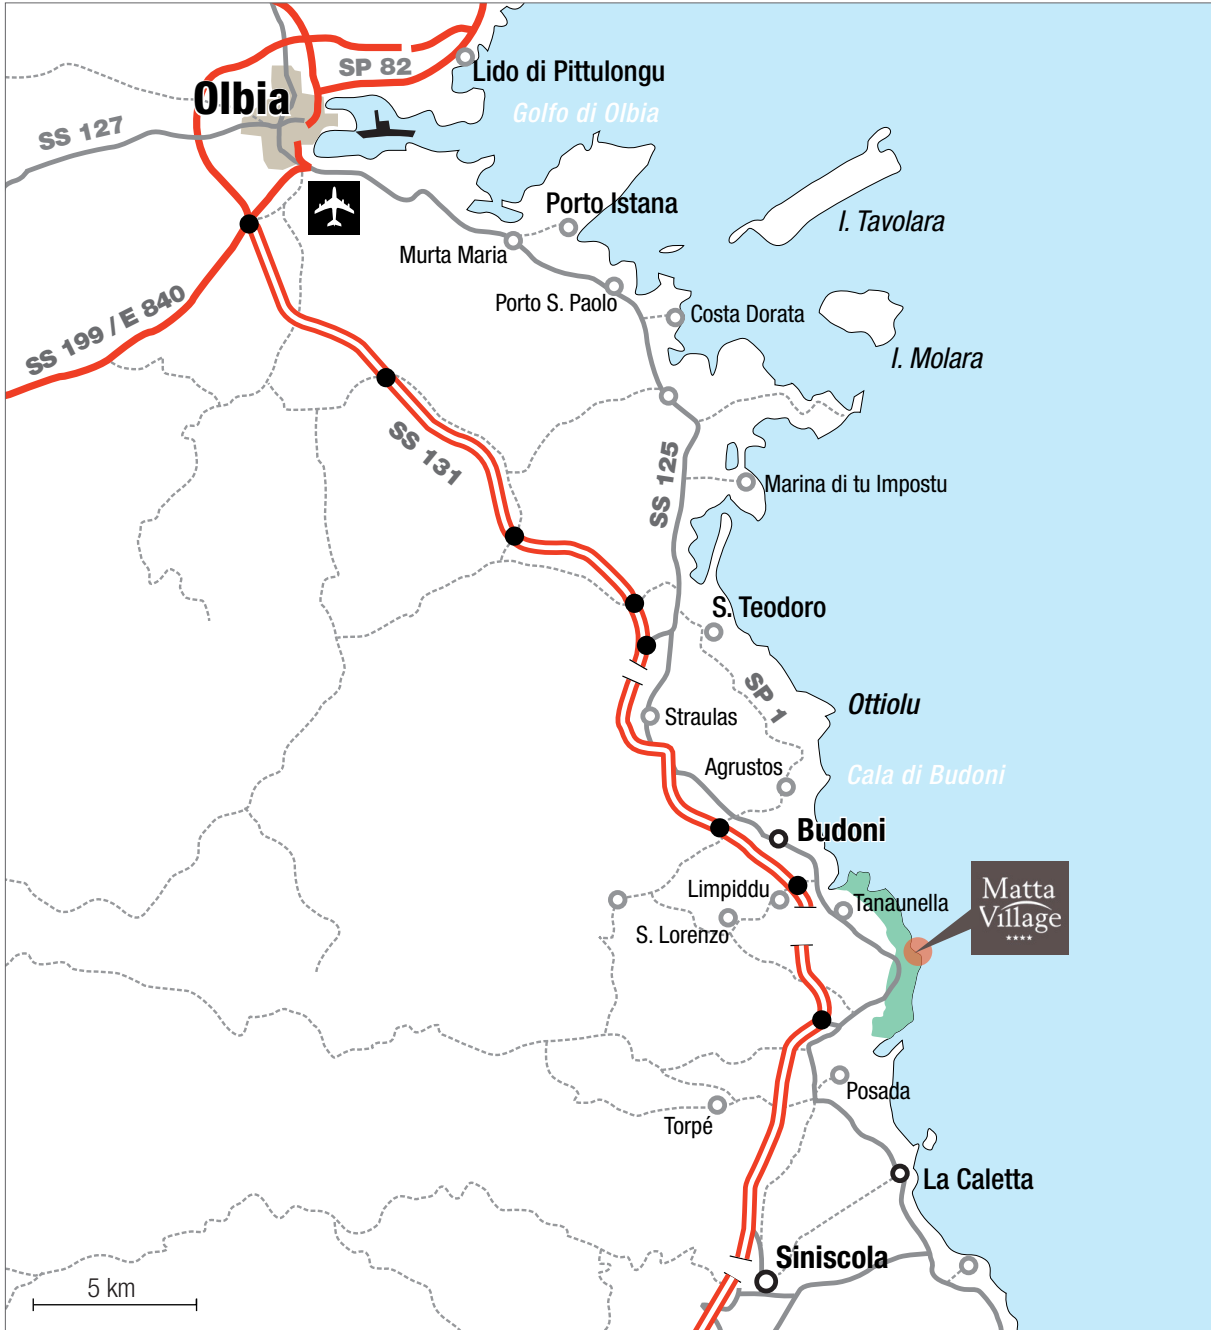 SP 82
Lido di Pittulongu
Olbia
Golfo di Olbia
SS 127
Porto Istana
I. Tavolara
Murta Maria
SS 199 / E 840
Porto S. Paolo
Costa Dorata
I. Molara
SS 131
SS 125
Marina di tu Impostu
S. Teodoro
SP 1
Ottiolu
Straulas
Agrustos
Cala di Budoni
Budoni
Matta
Village
****
Limpiddu
Tanaunella
S. Lorenzo
Posada
Torpé
La Caletta
Siniscola
5 km